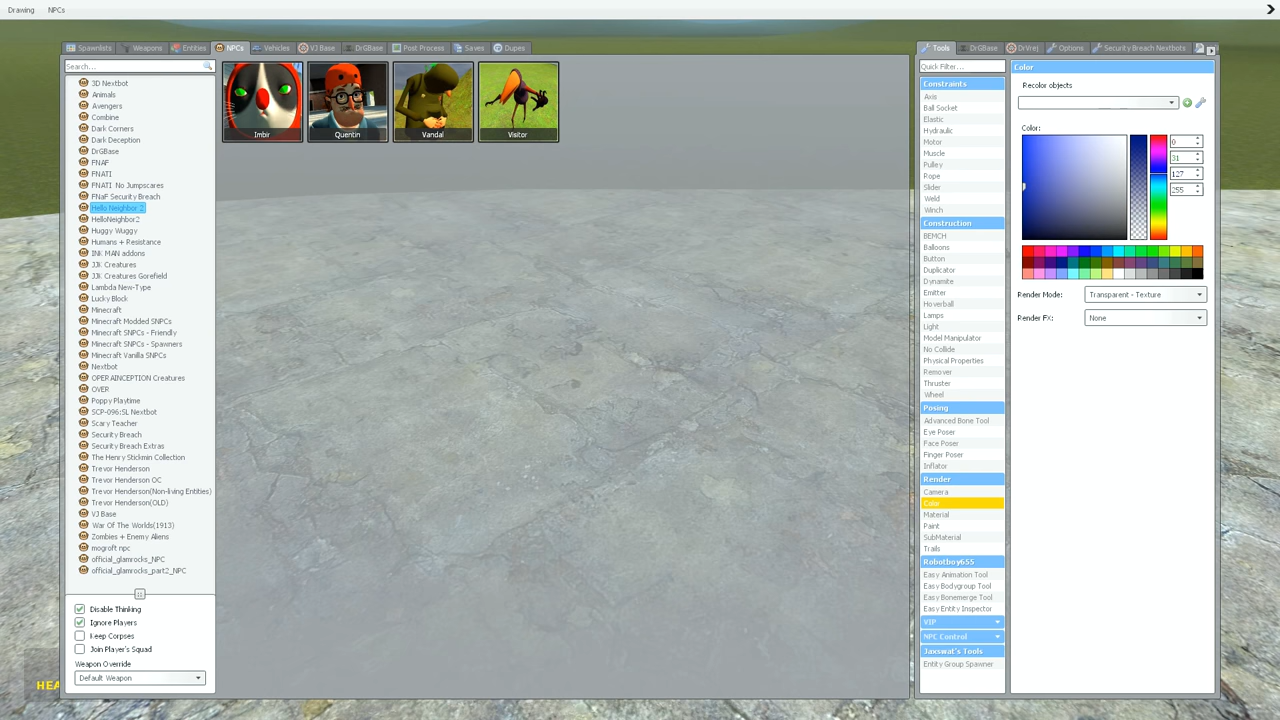 Drawing NPCs
Spawnlists Weapons Entities NPCs Vehicles VJ Base DrGBase Post Process Saves Dupes
Search...
3D Nextbot
Animals
Avengers
Combine
Dark Corners
Dark Deception
DrGBase
FNAF
FNATI
FNATI No Jumpscares
FNaF Security Breach
Hello Neighbor 2
HelloNeighbor2
Huggy Wuggy
Humans + Resistance
INK MAN addons
JJK Creatures
JJK Creatures Gorefield
Lambda New-Type
Lucky Block
Minecraft
Minecraft Modded SNPCs
Minecraft SNPCs - Friendly
Minecraft SNPCs - Spawners
Minecraft Vanilla SNPCs
Nextbot
OPERAINCEPTION Creatures
OVER
Poppy Playtime
SCP-096:SL Nextbot
Scary Teacher
Security Breach
Security Breach Extras
The Henry Stickmin Collection
Trevor Henderson
Trevor Henderson OC
Trevor Henderson(Non-living Entities)
Trevor Henderson(OLD)
VJ Base
War Of The Worlds(1913)
Zombies + Enemy Aliens
mogroft npc
official_glamrocks_NPC
official_glamrocks_part2_NPC
Disable Thinking
Ignore Players
Keep Corpses
Join Player's Squad
Weapon Override
Default Weapon
HEA
Imbir Quentin Vandal Visitor
Tools DrGBase DrVrej Options Security Breach Nextbots
Quick Filter...
Constraints
Axis
Ball Socket
Elastic
Hydraulic
Motor
Muscle
Pulley
Rope
Slider
Weld
Winch
Construction
BEMCH
Balloons
Button
Duplicator
Dynamite
Emitter
Hoverball
Lamps
Light
Model Manipulator
No Collide
Physical Properties
Remover
Thruster
Wheel
Posing
Advanced Bone Tool
Eye Poser
Face Poser
Finger Poser
Inflator
Render
Camera
Color
Material
Paint
SubMaterial
Trails
Robotboy655
Easy Animation Tool
Easy Bodygroup Tool
Easy Bonemerge Tool
Easy Entity Inspector
VIP
NPC Control
Jaxswat's Tools
Entity Group Spawner
Color
Recolor objects
Color:
0
31
127
255
Render Mode: Transparent - Texture
Render FX: None